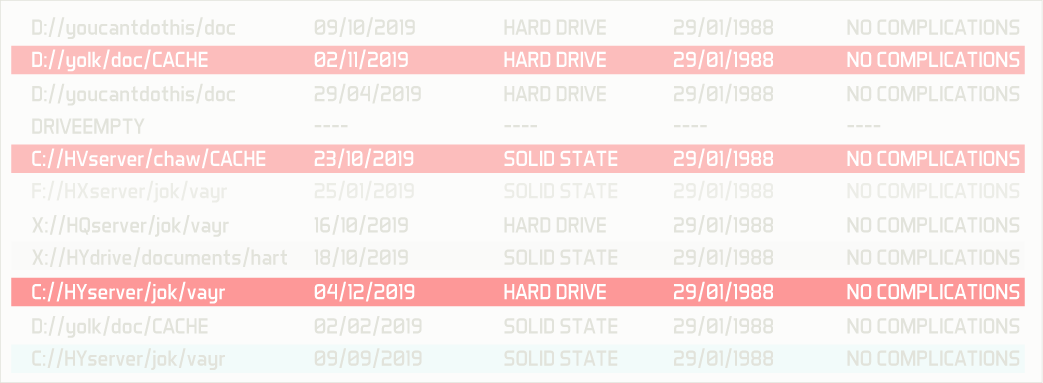 D://youcantdothis/doc 09/10/2019 HARD DRIVE 29/01/1988 NO COMPLICATIONS
D://yolk/doc/CACHE 02/11/2019 HARD DRIVE 29/01/1988 NO COMPLICATIONS
D://youcantdothis/doc 29/04/2019 HARD DRIVE 29/01/1988 NO COMPLICATIONS
DRIVEEMPTY ---- ---- ---- ----
C://HVserver/chaw/CACHE 23/10/2019 SOLID STATE 29/01/1988 NO COMPLICATIONS
F://HXserver/jok/vayr 25/01/2019 SOLID STATE 29/01/1988 NO COMPLICATIONS
X://HQserver/jok/vayr 16/10/2019 HARD DRIVE 29/01/1988 NO COMPLICATIONS
X://HYdrive/documents/hart 18/10/2019 SOLID STATE 29/01/1988 NO COMPLICATIONS
C://HYserver/jok/vayr 04/12/2019 HARD DRIVE 29/01/1988 NO COMPLICATIONS
D://yolk/doc/CACHE 02/02/2019 SOLID STATE 29/01/1988 NO COMPLICATIONS
C://HYserver/jok/vayr 09/09/2019 SOLID STATE 29/01/1988 NO COMPLICATIONS